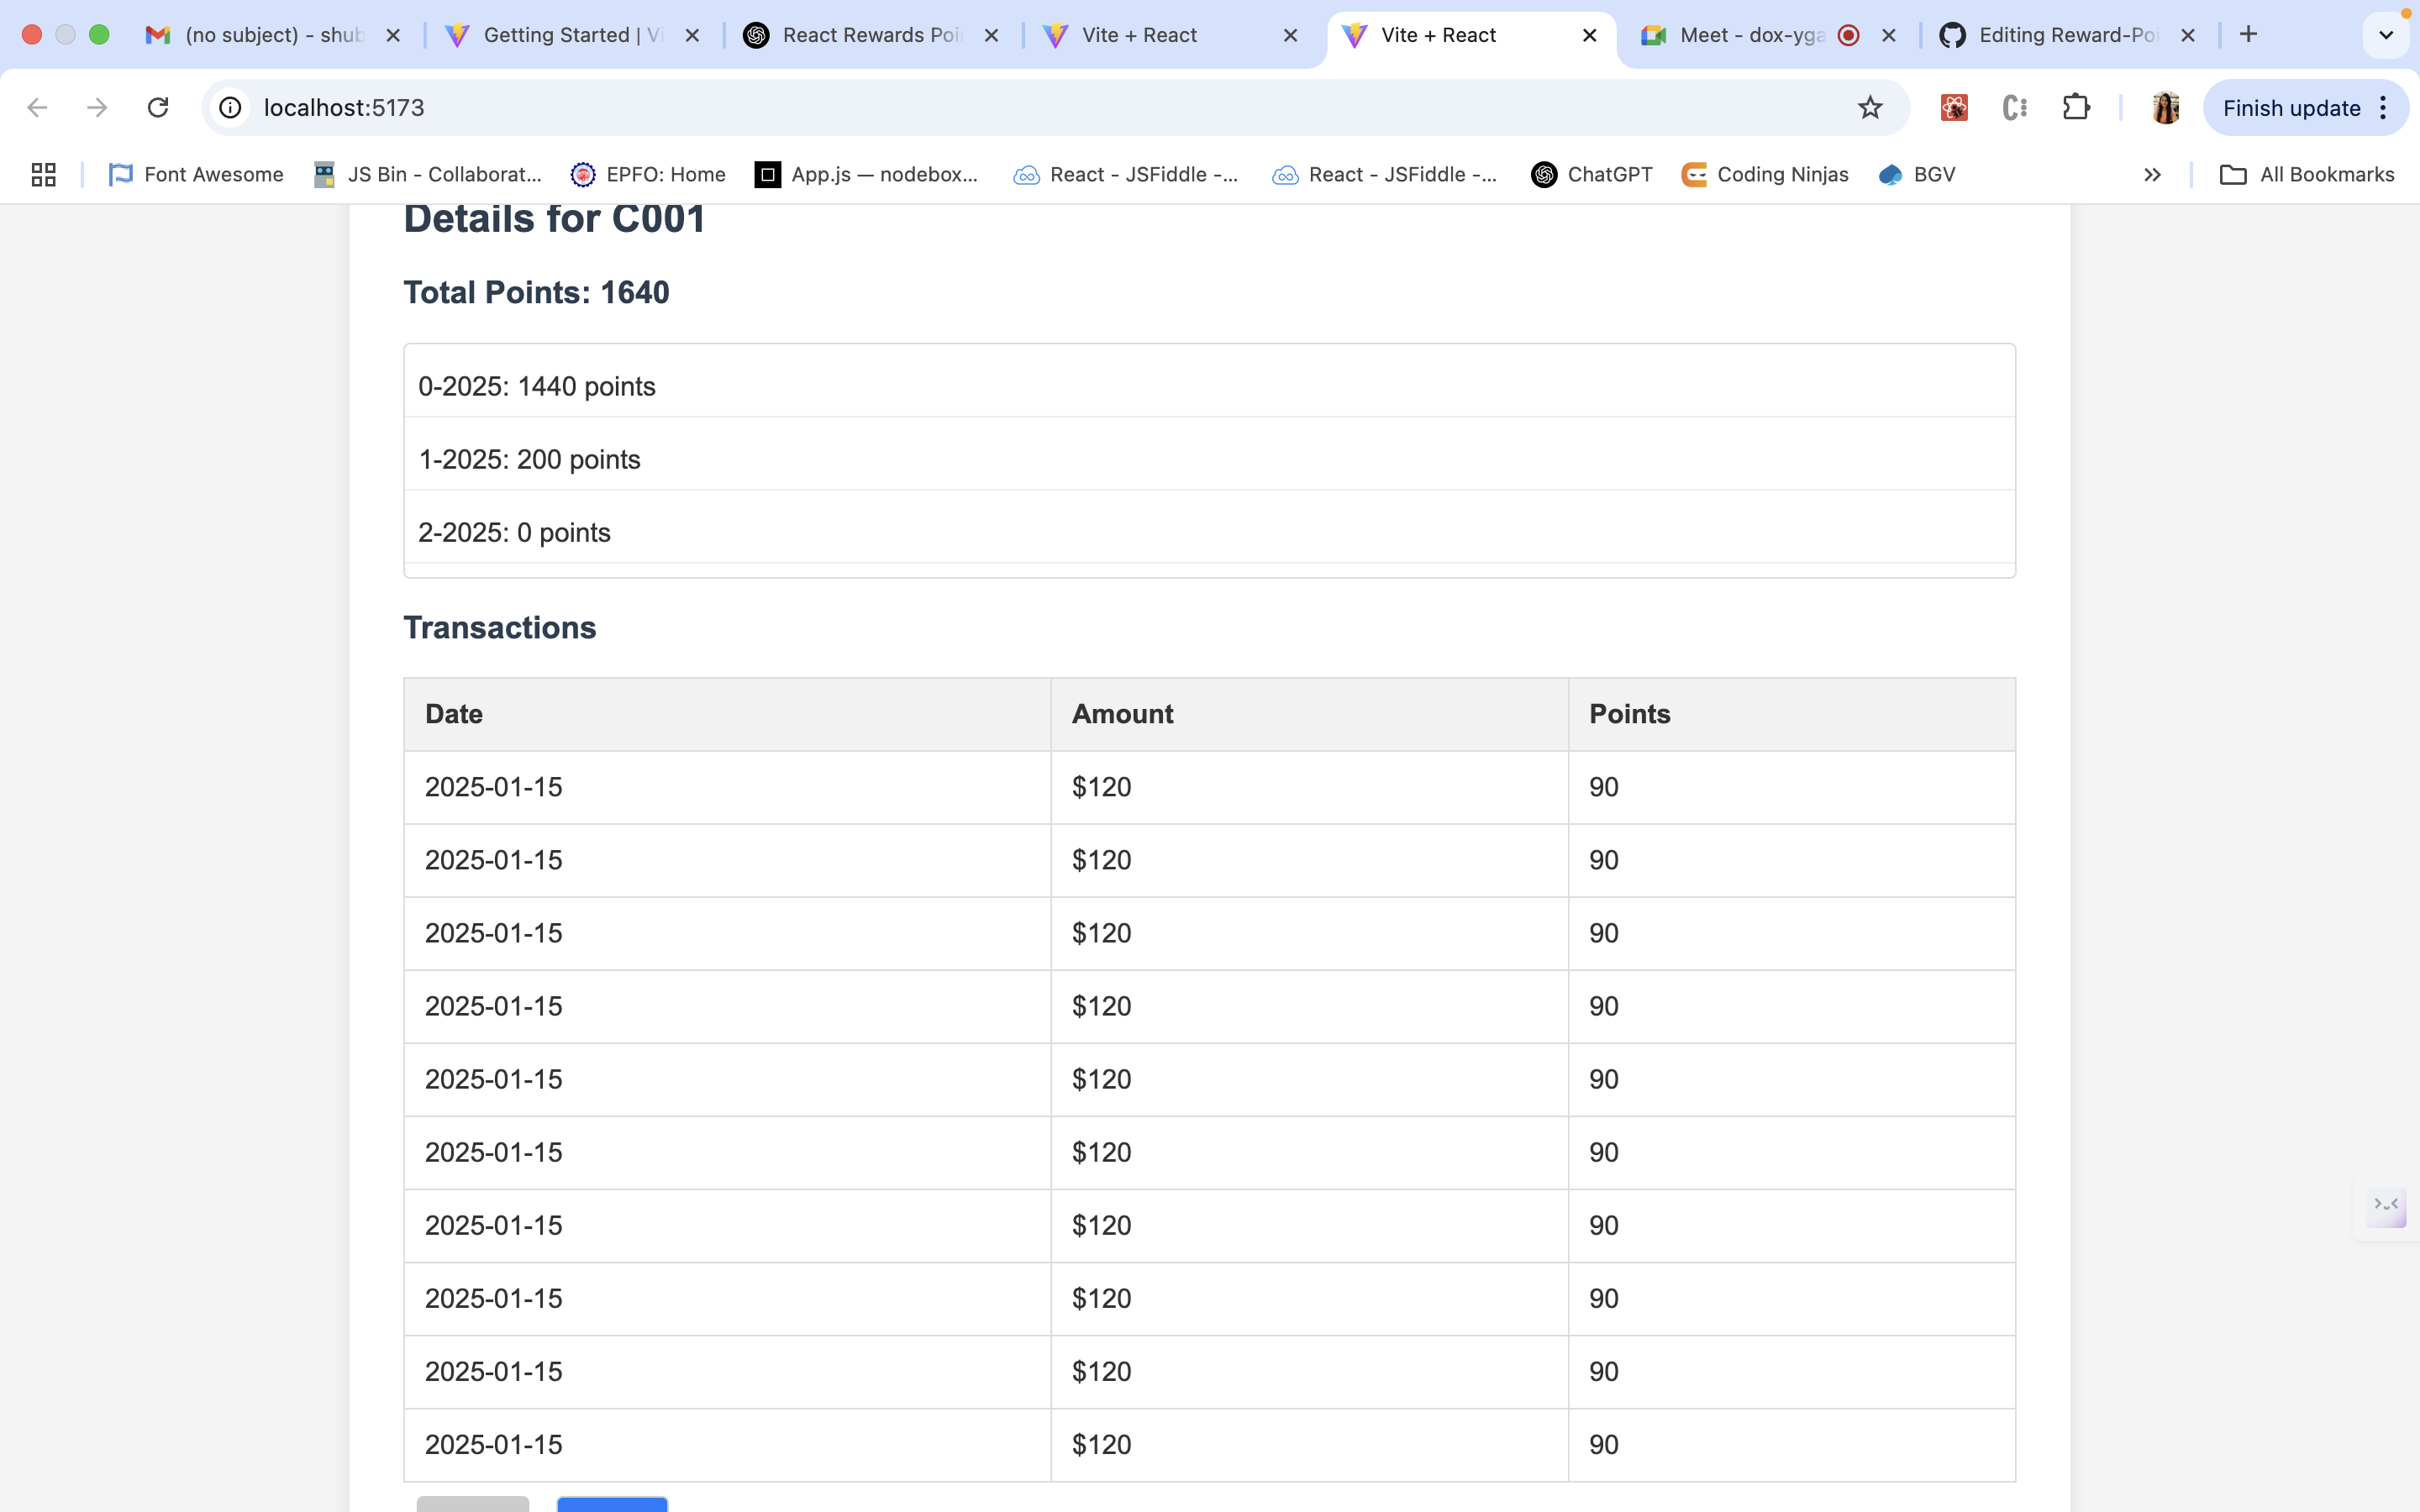 (no subject) - shub
Getting Started | Vi
React Rewards Poi
Vite + React
Vite + React
Meet - dox-yga
Editing Reward-Poi
localhost:5173
Finish update
Font Awesome
JS Bin - Collaborat...
EPFO: Home
App.js — nodebox...
React - JSFiddle -...
React - JSFiddle -...
ChatGPT
Coding Ninjas
BGV
All Bookmarks
Details for C001
Total Points: 1640
0-2025: 1440 points
1-2025: 200 points
2-2025: 0 points
Transactions
Date Amount Points
2025-01-15 $120 90
2025-01-15 $120 90
2025-01-15 $120 90
2025-01-15 $120 90
2025-01-15 $120 90
2025-01-15 $120 90
2025-01-15 $120 90
2025-01-15 $120 90
2025-01-15 $120 90
2025-01-15 $120 90